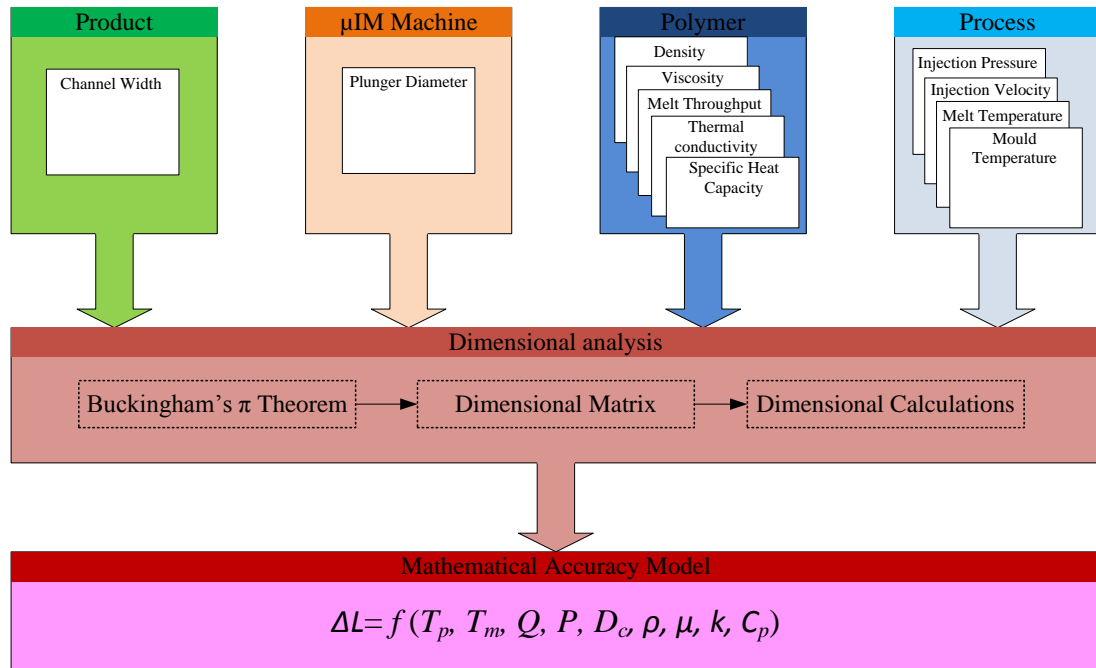 Product
Channel Width
µIM Machine
Plunger Diameter
Polymer
Density
Viscosity
Melt Throughput
Thermal
conductivity
Specific Heat
Capacity
Process
Injection Pressure
Injection Velocity
Melt Temperature
Mould
Temperature
Dimensional analysis
Buckingham's π Theorem
Dimensional Matrix
Dimensional Calculations
Mathematical Accuracy Model
ΔL= f (Tp, Tm, Q, P, Dc, ρ, μ, k, Cp)